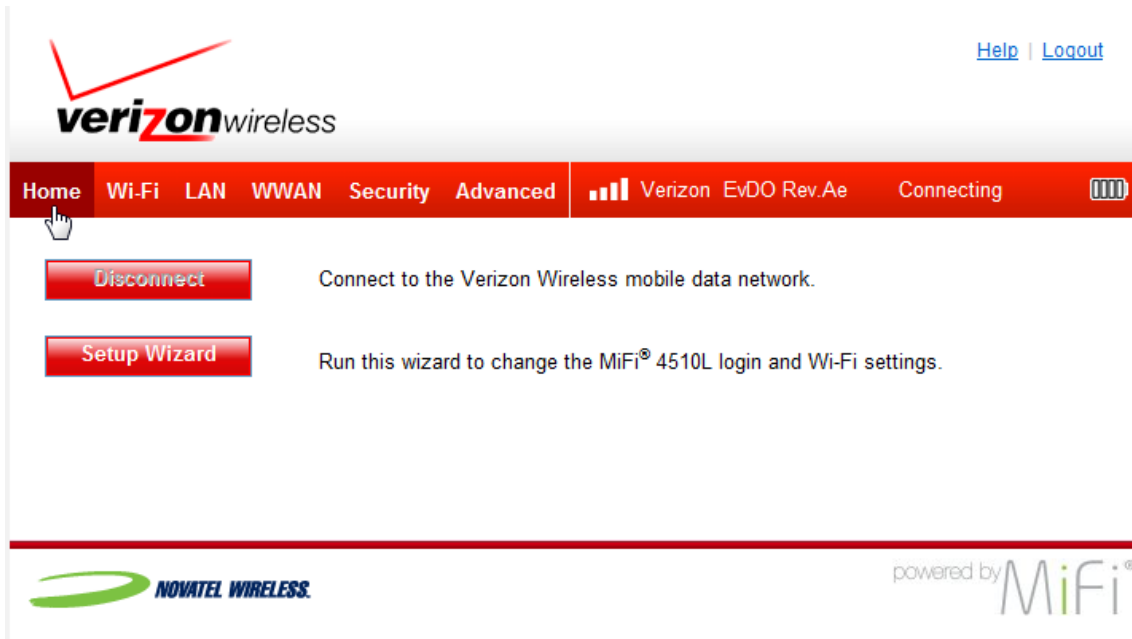 Help | Logout
verizonwireless
Home Wi-Fi LAN WWAN Security Advanced Verizon EvDO Rev.Ae Connecting
Disconnect Connect to the Verizon Wireless mobile data network.
Setup Wizard Run this wizard to change the MiFi® 4510L login and Wi-Fi settings.
NOVATEL WIRELESS. powered by MiFi®